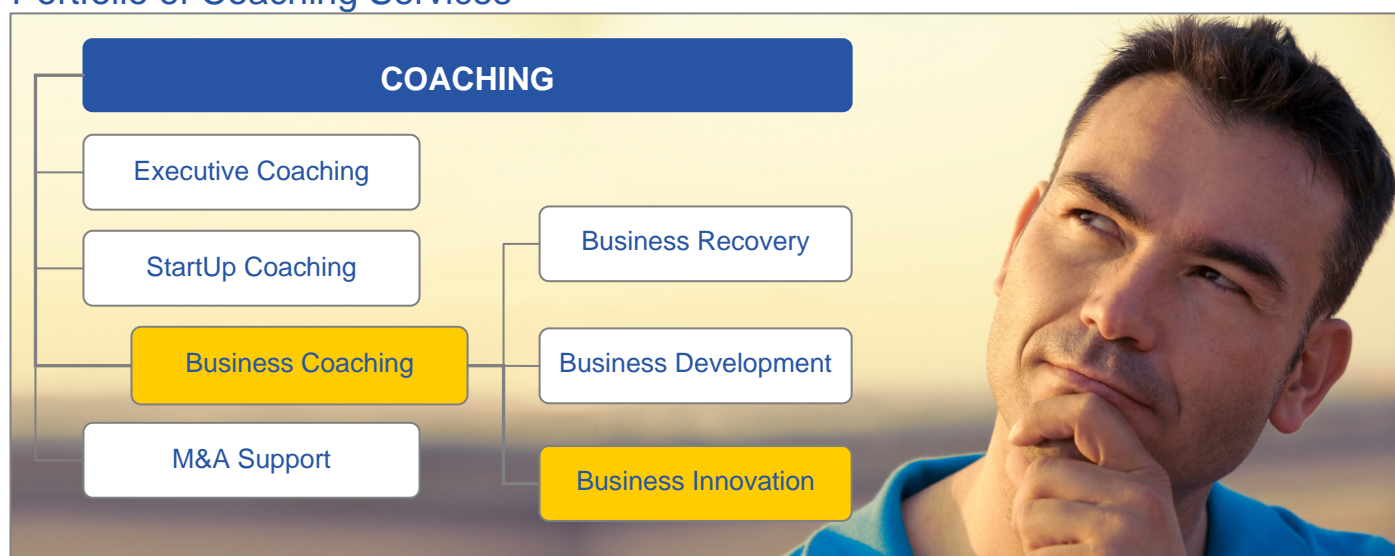 Portfolio of Coaching Services
COACHING
Executive Coaching
StartUp Coaching
Business Coaching
M&A Support
Business Recovery
Business Development
Business Innovation